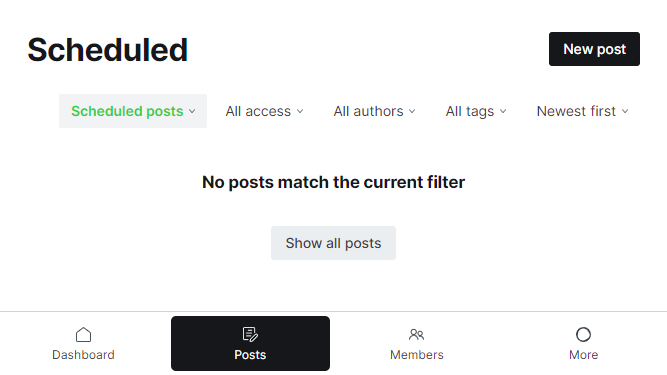 Scheduled
New post
Scheduled posts All access All authors All tags Newest first
No posts match the current filter
Show all posts
Dashboard Posts Members More